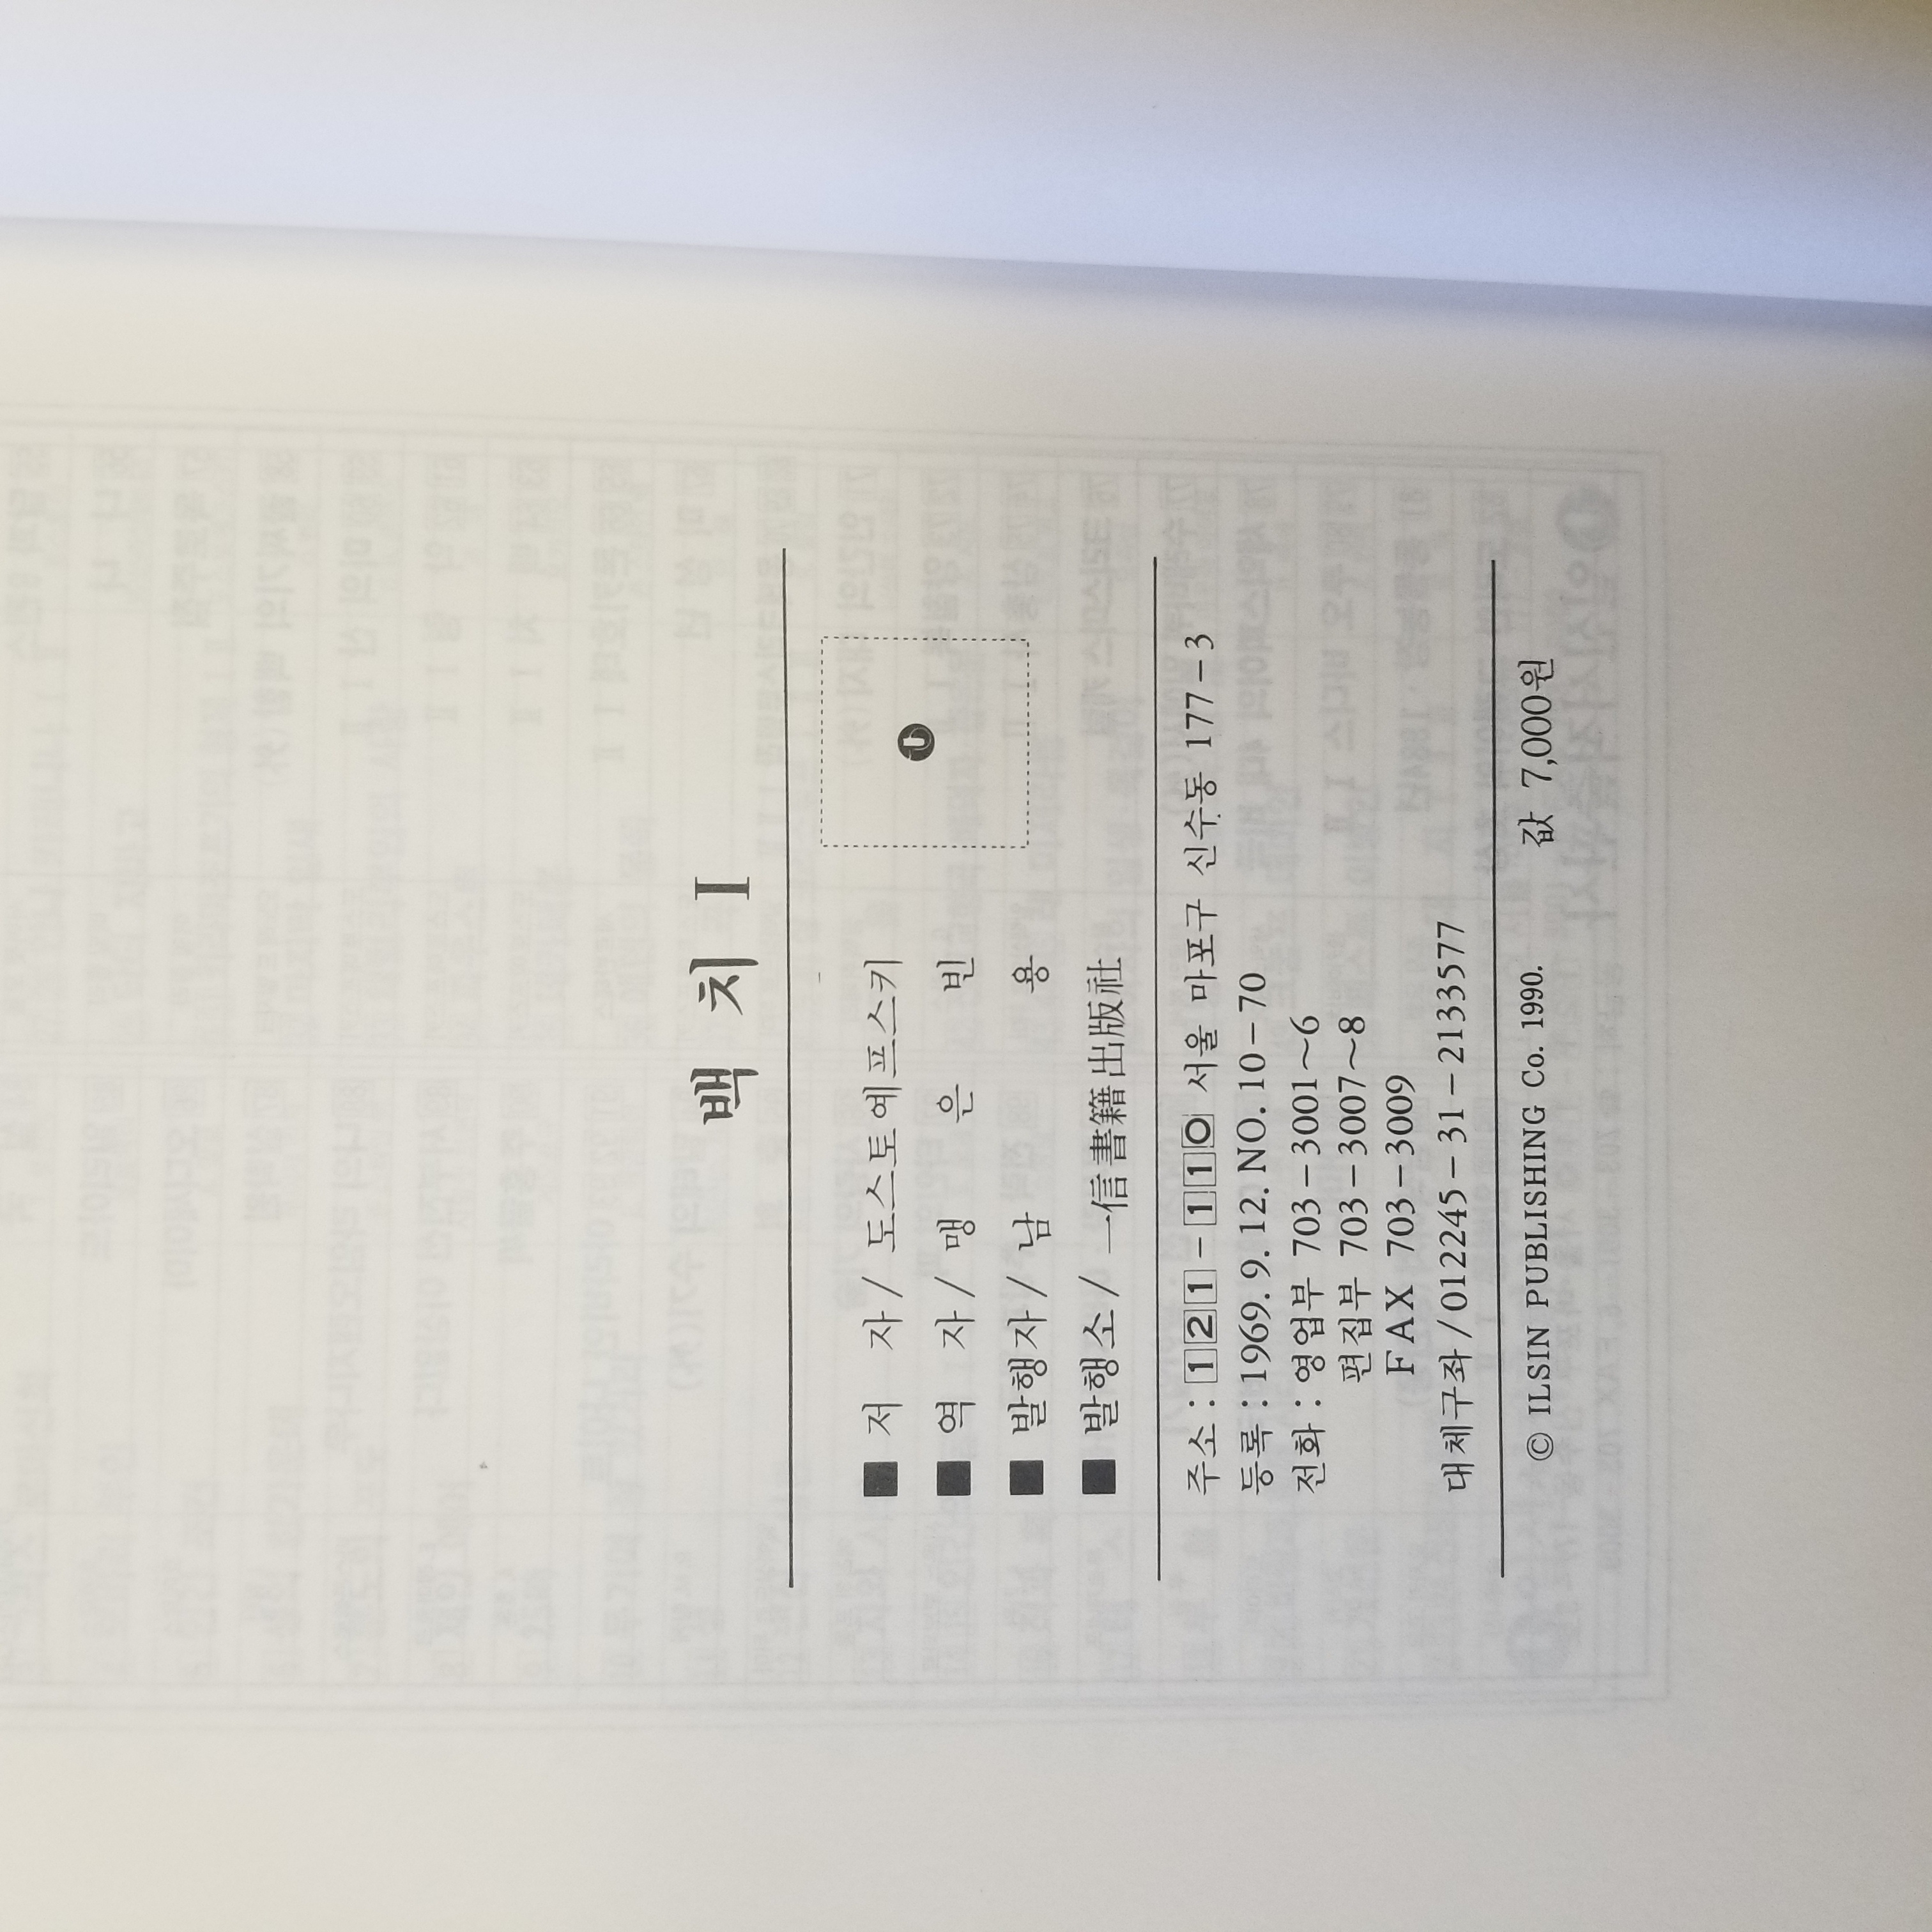 백 치 I
■ 저 자 / 도스토예프스키
■ 역 자 / 맹 은 빈
■ 발행자 / 남 용
■ 발행소 / 一信書籍出版社
주소 : 121-110 서울 마포구 신수동 177-3
등록 : 1969. 9. 12. NO. 10-70
전화 : 영업부 703-3001~6
편집부 703-3007~8
FAX 703-3009
대체구좌 / 012245-31-2133577
© ILSIN PUBLISHING Co. 1990. 값 7,000원